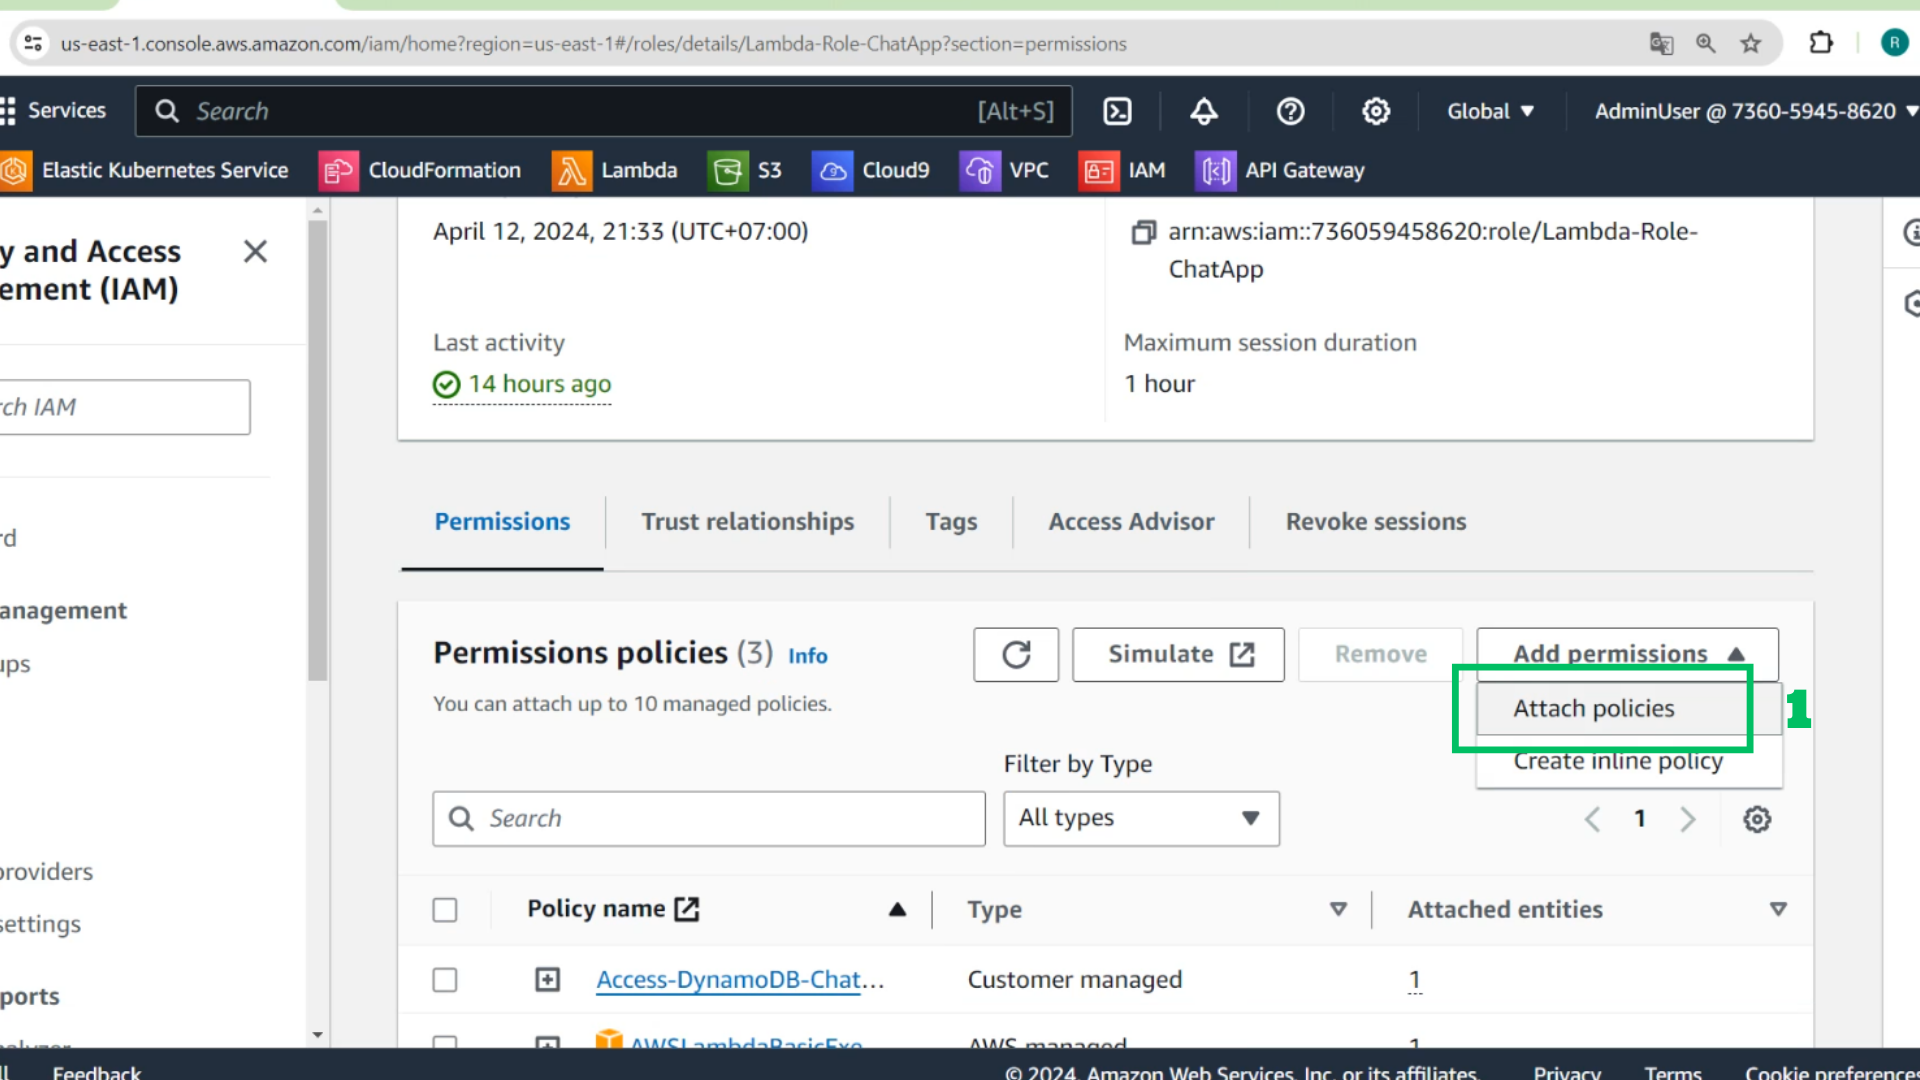 us-east-1.console.aws.amazon.com/iam/home?region=us-east-1#/roles/details/Lambda-Role-ChatApp?section=permissions
R
Services
Search
[Alt+S]
Global
AdminUser @ 7360-5945-8620
Elastic Kubernetes Service
CloudFormation
Lambda
S3
Cloud9
VPC
IAM
API Gateway
y and Access
ement (IAM)
rch IAM
rd
anagement
ups
providers
settings
ports
April 12, 2024, 21:33 (UTC+07:00)
arn:aws:iam::736059458620:role/Lambda-Role-
ChatApp
Last activity
14 hours ago
Maximum session duration
1 hour
Permissions
Trust relationships
Tags
Access Advisor
Revoke sessions
Permissions policies (3) Info
You can attach up to 10 managed policies.
Simulate
Remove
Add permissions
Attach policies
1
Create inline policy
Filter by Type
Search
All types
1
Policy name
Type
Attached entities
Access-DynamoDB-Chat...
Customer managed
1
AWSLambdaBasicExe
AWS managed
1
Feedback
© 2024, Amazon Web Services, Inc. or its affiliates.
Privacy
Terms
Cookie preferences